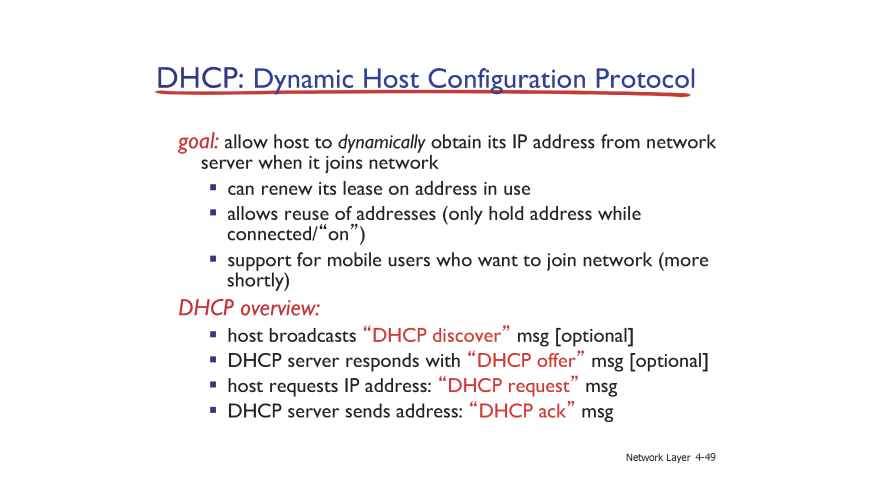 DHCP: Dynamic Host Configuration Protocol
goal: allow host to dynamically obtain its IP address from network
server when it joins network
▪ can renew its lease on address in use
▪ allows reuse of addresses (only hold address while
connected/“on”)
▪ support for mobile users who want to join network (more
shortly)
DHCP overview:
▪ host broadcasts “DHCP discover” msg [optional]
▪ DHCP server responds with “DHCP offer” msg [optional]
▪ host requests IP address: “DHCP request” msg
▪ DHCP server sends address: “DHCP ack” msg
Network Layer 4-49